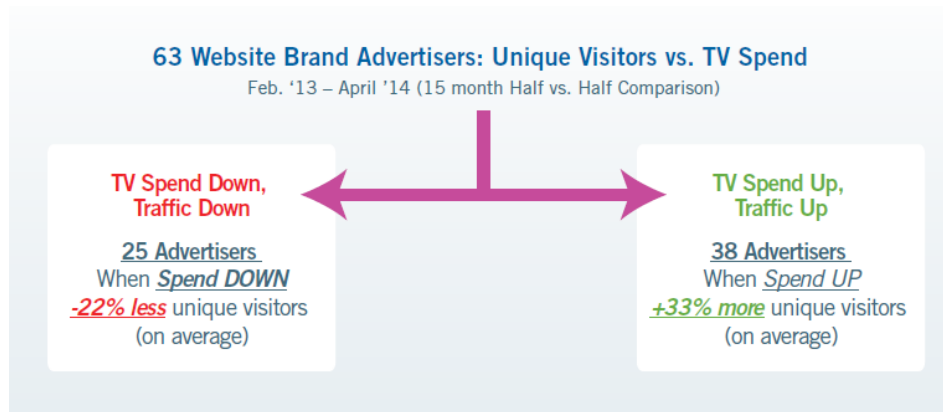 63 Website Brand Advertisers: Unique Visitors vs. TV Spend
Feb. ‘13 – April ’14 (15 month Half vs. Half Comparison)
TV Spend Down,
Traffic Down
25 Advertisers
When Spend DOWN
-22% less unique visitors
(on average)
TV Spend Up,
Traffic Up
38 Advertisers
When Spend UP
+33% more unique visitors
(on average)